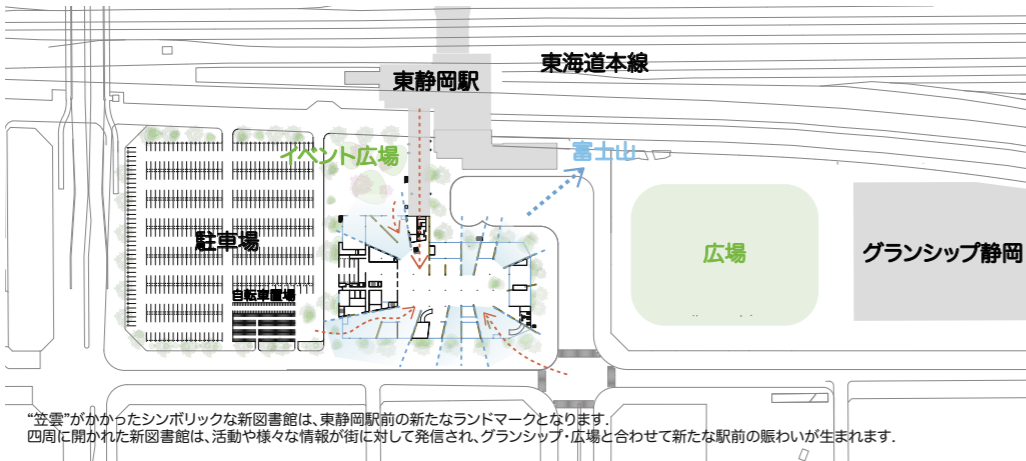 東海道本線
東静岡駅
イベント広場
富士山
駐車場
広場
グランシップ静岡
自転車置場
“笠雲”がかかったシンボリックな新図書館は、東静岡駅前の新たなランドマークとなります.
四周に開かれた新図書館は、活動や様々な情報が街に対して発信され、グランシップ・広場と合わせて新たな駅前の賑わいが生まれます.